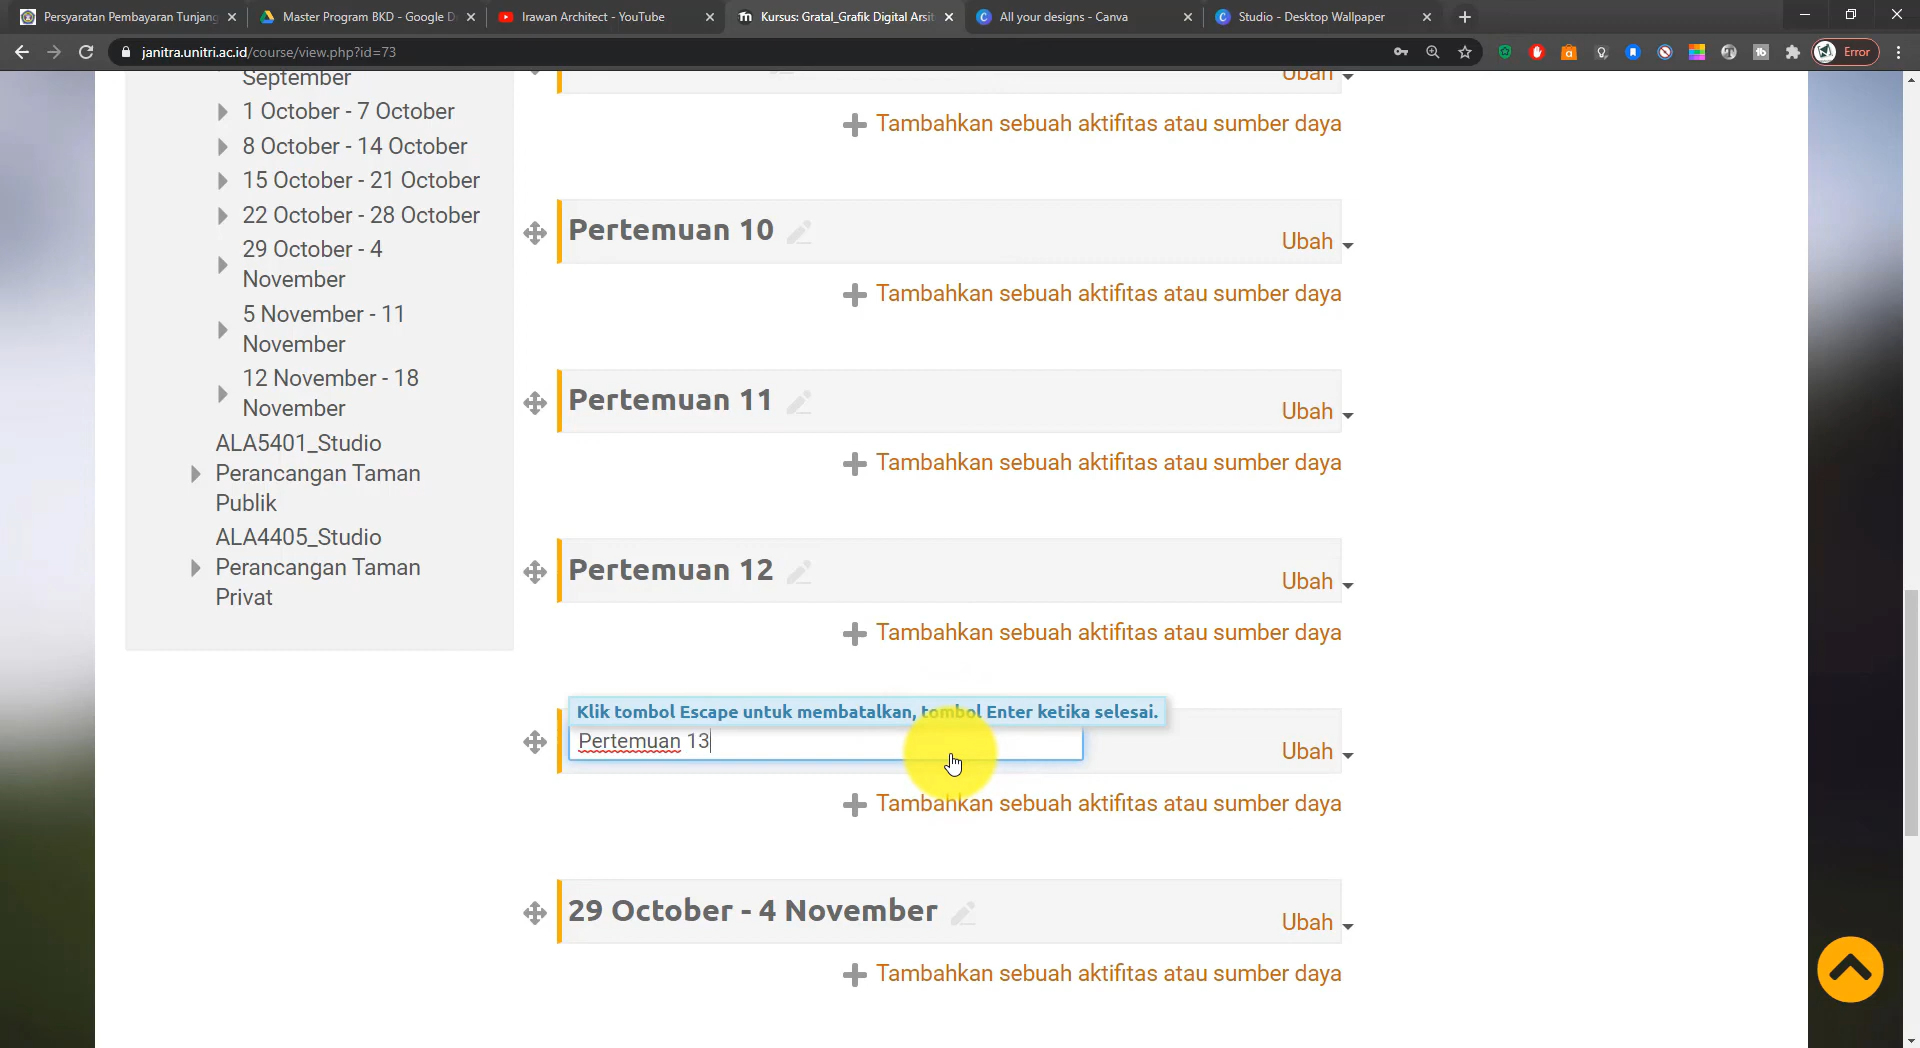 Persyaratan Pembayaran Tunjang
Master Program BKD - Google D
Irawan Architect - YouTube
Kursus: Gratal_Grafik Digital Arsit
All your designs - Canva
Studio - Desktop Wallpaper
janitra.unitri.ac.id/course/view.php?id=73
Error
September
1 October - 7 October
8 October - 14 October
15 October - 21 October
22 October - 28 October
29 October - 4
November
5 November - 11
November
12 November - 18
November
ALA5401_Studio
Perancangan Taman
Publik
ALA4405_Studio
Perancangan Taman
Privat
Ubah
Tambahkan sebuah aktifitas atau sumber daya
Pertemuan 10
Ubah
Tambahkan sebuah aktifitas atau sumber daya
Pertemuan 11
Ubah
Tambahkan sebuah aktifitas atau sumber daya
Pertemuan 12
Ubah
Tambahkan sebuah aktifitas atau sumber daya
Klik tombol Escape untuk membatalkan, tombol Enter ketika selesai.
Pertemuan 13
Ubah
Tambahkan sebuah aktifitas atau sumber daya
29 October - 4 November
Ubah
Tambahkan sebuah aktifitas atau sumber daya